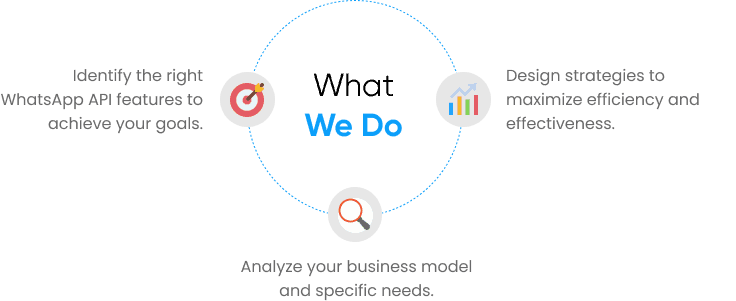 What
We Do
Identify the right
WhatsApp API features to
achieve your goals.
Design strategies to
maximize efficiency and
effectiveness.
Analyze your business model
and specific needs.